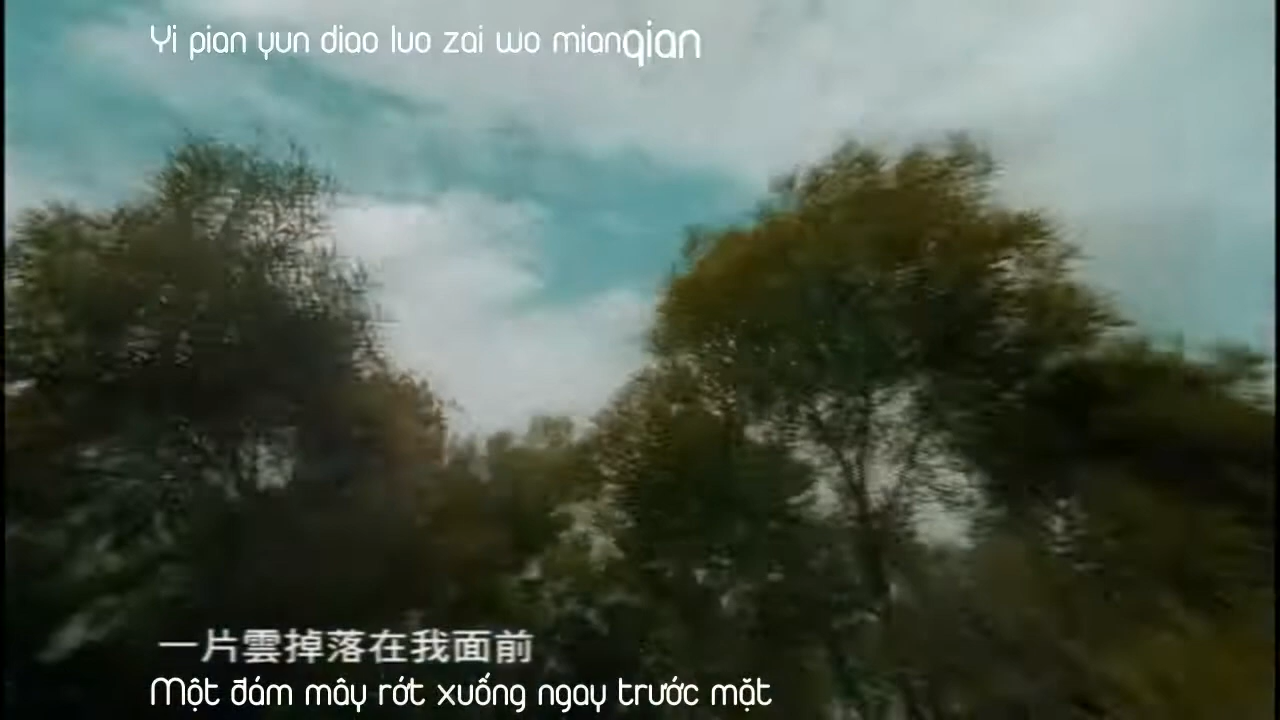 Yi pian yun diao luo zai wo mianqian
一片雲掉落在我面前
Một đám mây rớt xuống ngay trước mặt